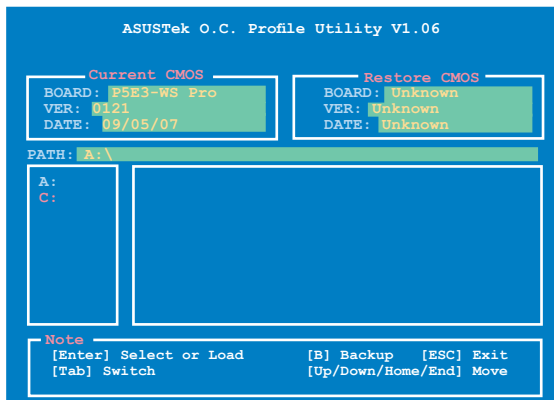 ASUSTek O.C. Profile Utility V1.06
Current CMOS
BOARD: P5E3-WS Pro
VER: 0121
DATE: 09/05/07
Restore CMOS
BOARD: Unknown
VER: Unknown
DATE: Unknown
PATH: A:\
A:
C:
Note
[Enter] Select or Load [B] Backup [ESC] Exit
[Tab] Switch [Up/Down/Home/End] Move